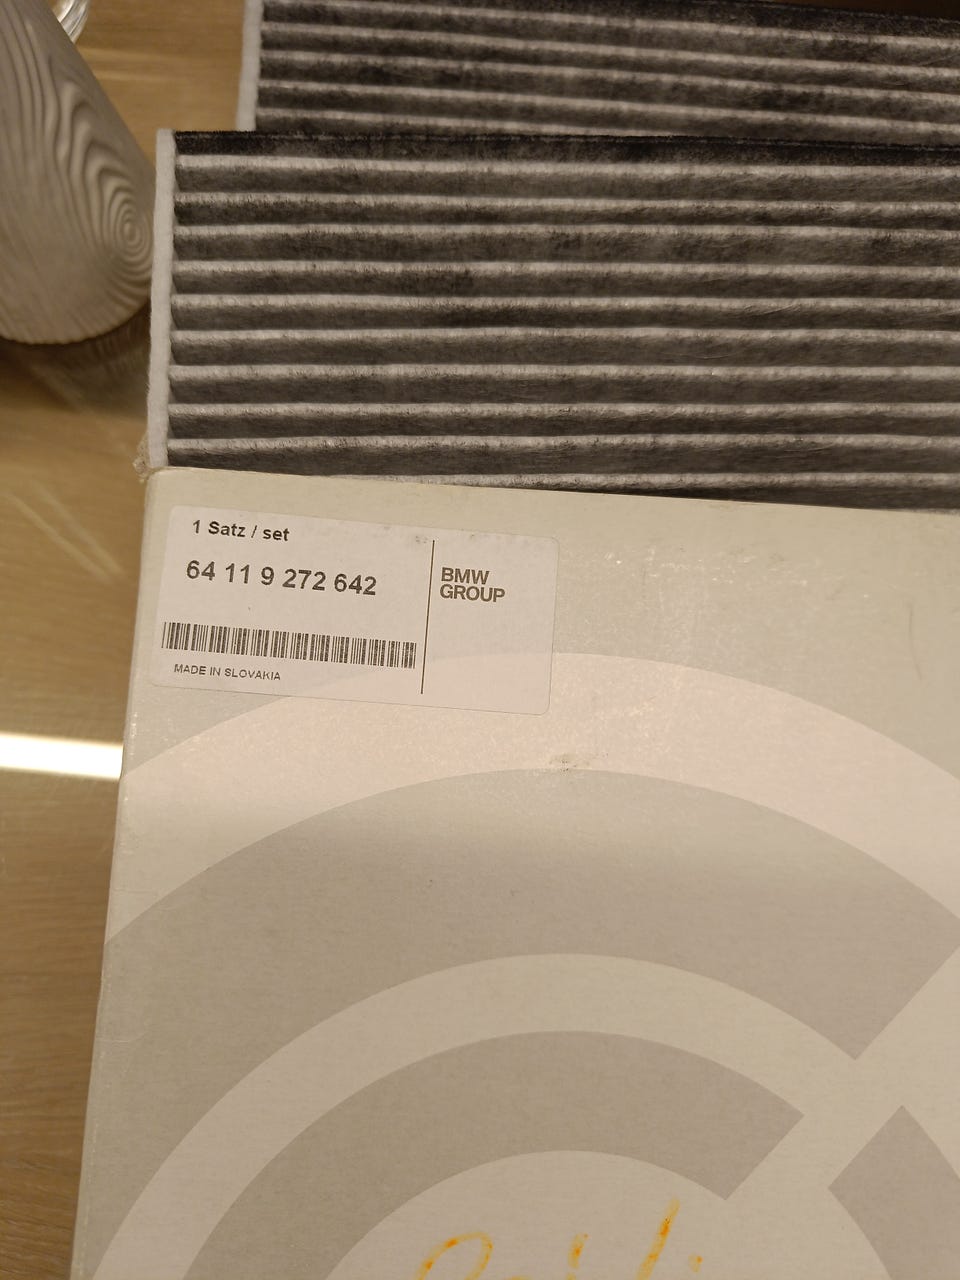 1 Satz / set
64 11 9 272 642
BMW
GROUP
MADE IN SLOVAKIA